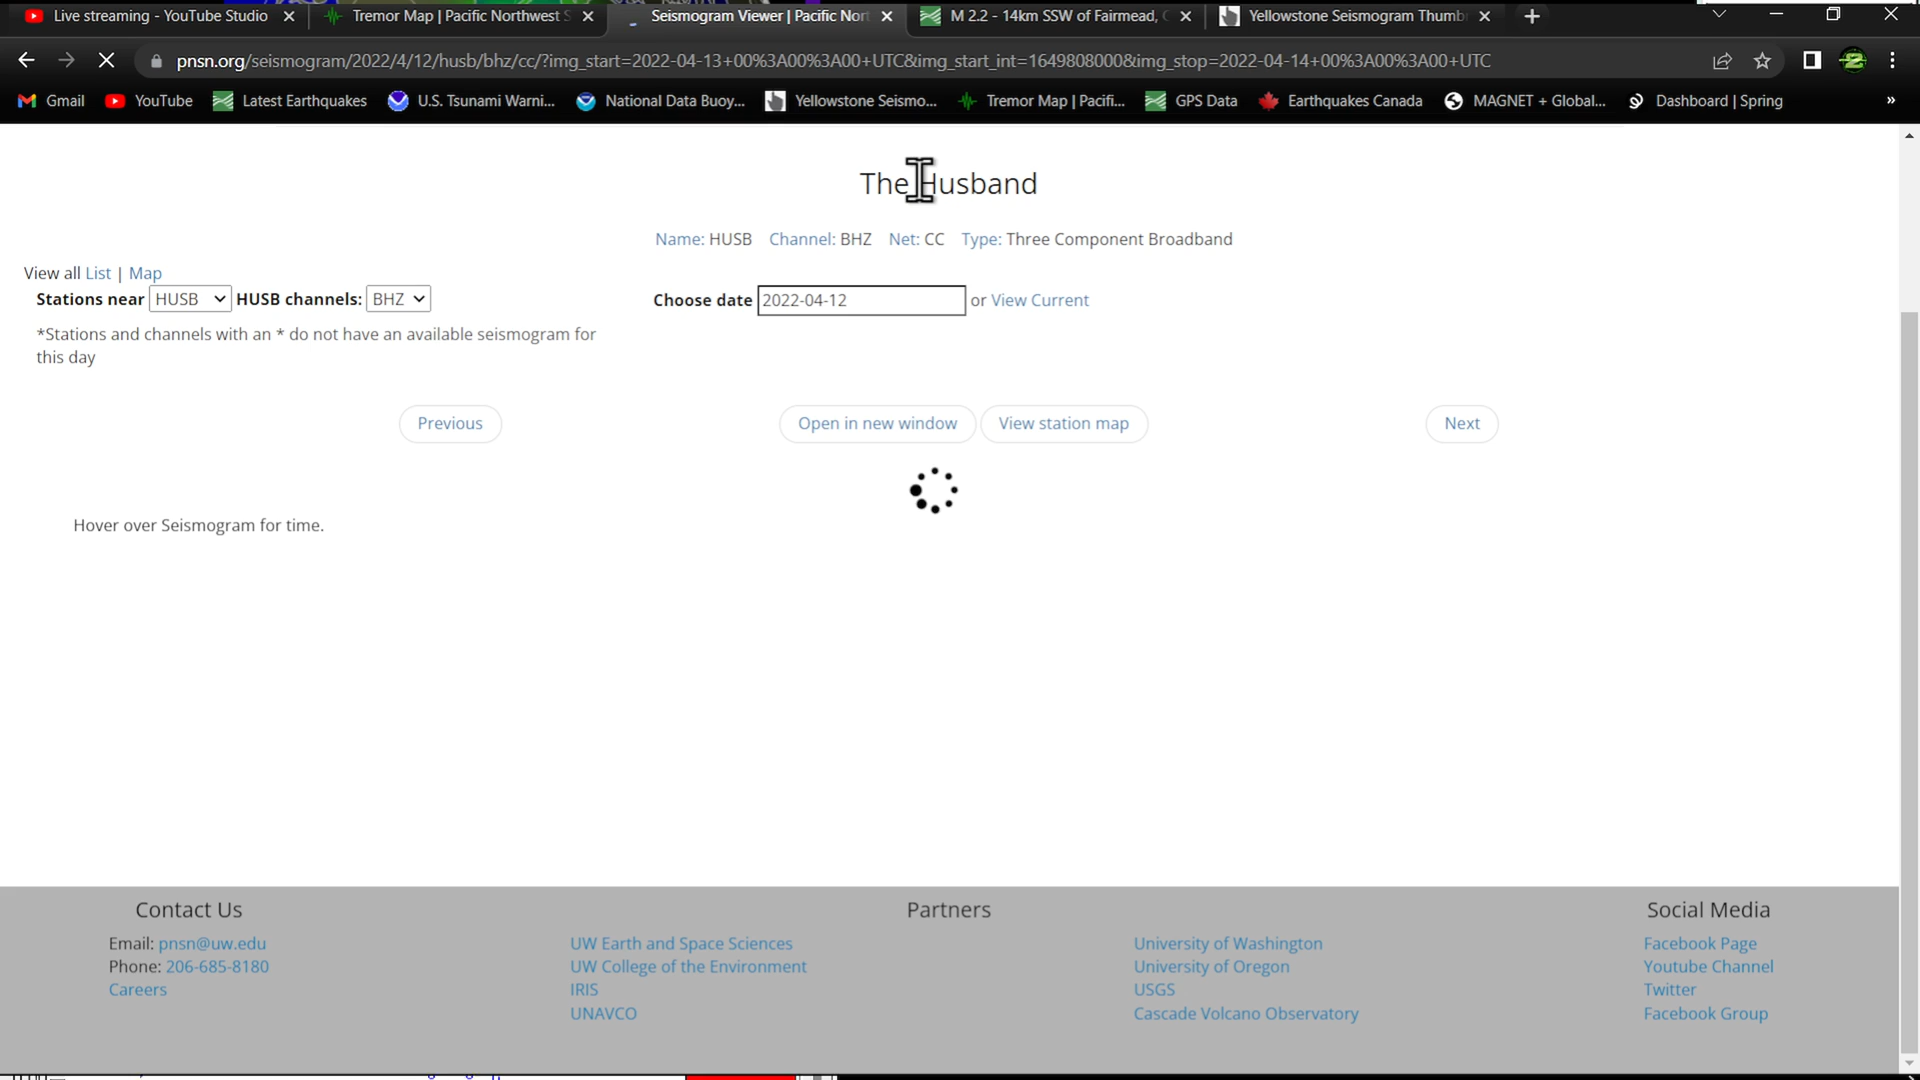 Live streaming - YouTube Studio
Tremor Map | Pacific Northwest S
Seismogram Viewer | Pacific Nort
M 2.2 - 14km SSW of Fairmead, C
Yellowstone Seismogram Thumb
pnsn.org/seismogram/2022/4/12/husb/bhz/cc/?img_start=2022-04-13+00%3A00%3A00+UTC&img_start_int=1649808000&img_stop=2022-04-14+00%3A00%3A00+UTC
Gmail
YouTube
Latest Earthquakes
U.S. Tsunami Warni...
National Data Buoy...
Yellowstone Seismo...
Tremor Map | Pacifi...
GPS Data
Earthquakes Canada
MAGNET + Global...
Dashboard | Spring
»
The Husband
Name: HUSB Channel: BHZ Net: CC Type: Three Component Broadband
View all List | Map
Stations near HUSB HUSB channels: BHZ
Choose date 2022-04-12 or View Current
*Stations and channels with an * do not have an available seismogram for
this day
Previous
Open in new window
View station map
Next
Hover over Seismogram for time.
Contact Us
Email: pnsn@uw.edu
Phone: 206-685-8180
Careers
Partners
UW Earth and Space Sciences
UW College of the Environment
IRIS
UNAVCO
University of Washington
University of Oregon
USGS
Cascade Volcano Observatory
Social Media
Facebook Page
Youtube Channel
Twitter
Facebook Group